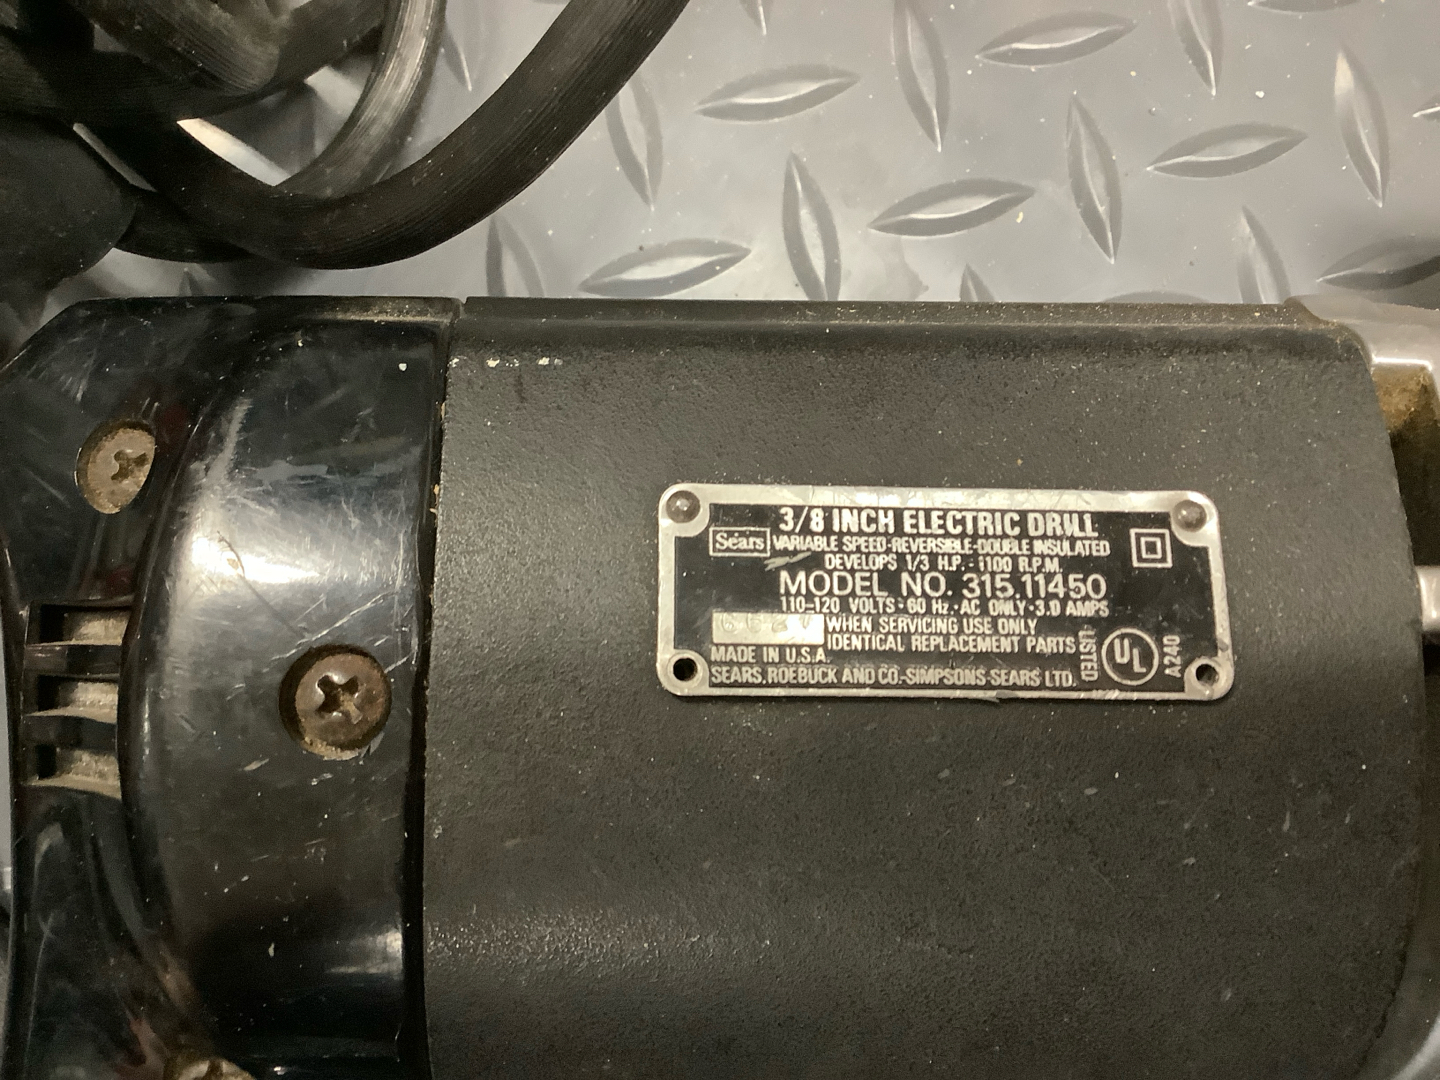 3/8 INCH ELECTRIC DRILL
Sears VARIABLE SPEED-REVERSIBLE-DOUBLE INSULATED
DEVELOPS 1/3 H.P. - 1100 R.P.M.
MODEL NO. 315.11450
110-120 VOLTS-60 Hz.-AC ONLY-3.0 AMPS
WHEN SERVICING USE ONLY
IDENTICAL REPLACEMENT PARTS
MADE IN U.S.A.
SEARS, ROEBUCK AND CO.-SIMPSONS-SEARS LTD.
LISTED
UL
A240